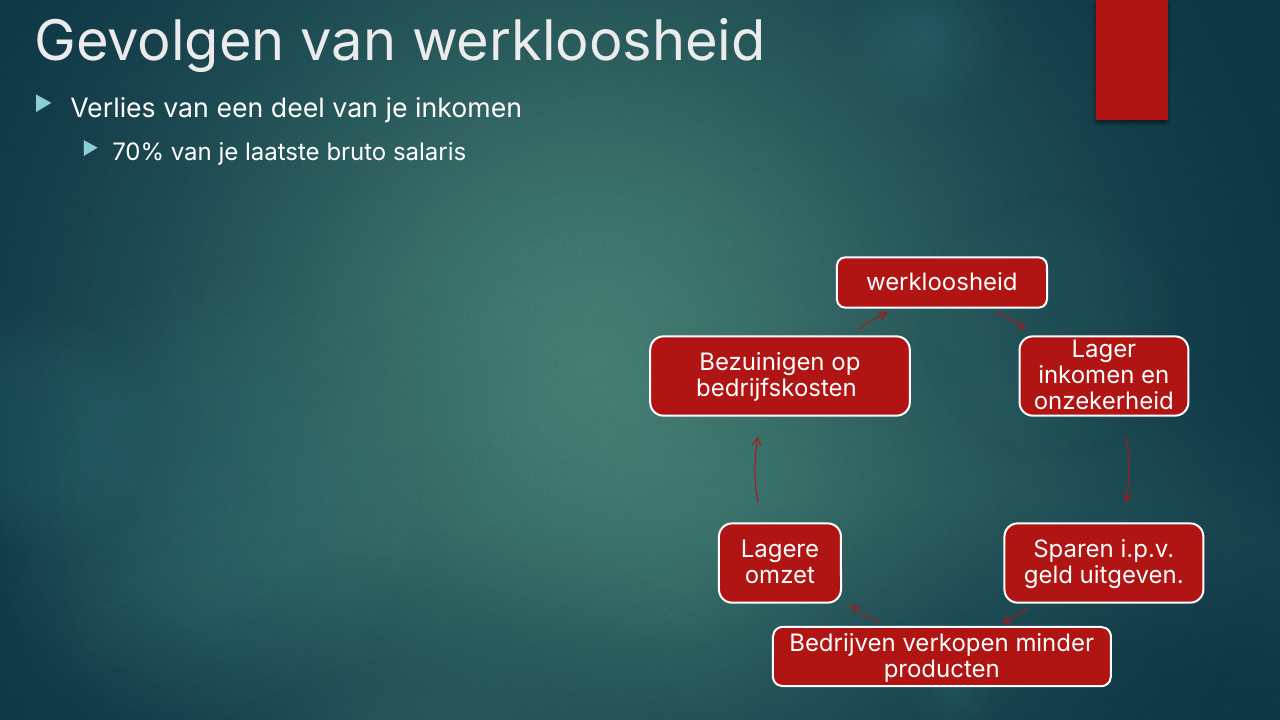 Gevolgen van werkloosheid
Verlies van een deel van je inkomen
70% van je laatste bruto salaris
werkloosheid
Lager
inkomen en
onzekerheid
Sparen i.p.v.
geld uitgeven.
Bedrijven verkopen minder
producten
Lagere
omzet
Bezuinigen op
bedrijfskosten